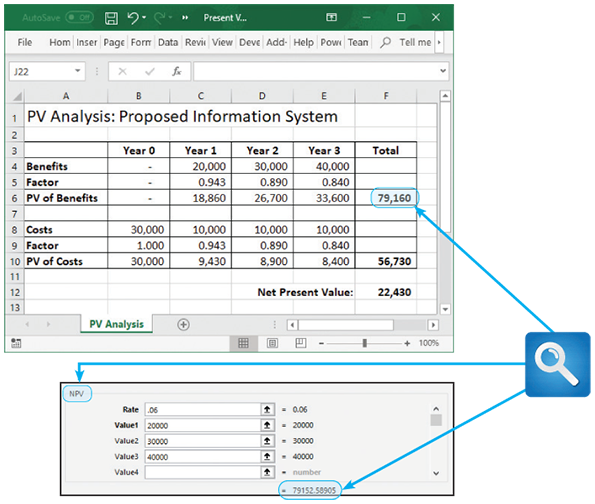 AutoSave Off Present V...
File Hom Inser Page Form Data Revi View Deve Add- Help Powe Team Tell me
J22 fx
A B C D E F
1 PV Analysis: Proposed Information System
2
3 Year 0 Year 1 Year 2 Year 3 Total
4 Benefits - 20,000 30,000 40,000
5 Factor - 0.943 0.890 0.840
6 PV of Benefits - 18,860 26,700 33,600 79,160
7
8 Costs 30,000 10,000 10,000 10,000
9 Factor 1.000 0.943 0.890 0.840
10 PV of Costs 30,000 9,430 8,900 8,400 56,730
11
12 Net Present Value: 22,430
13
PV Analysis
100%
NPV
Rate .06 = 0.06
Value1 20000 = 20000
Value2 30000 = 30000
Value3 40000 = 40000
Value4 = number
= 79152.58905